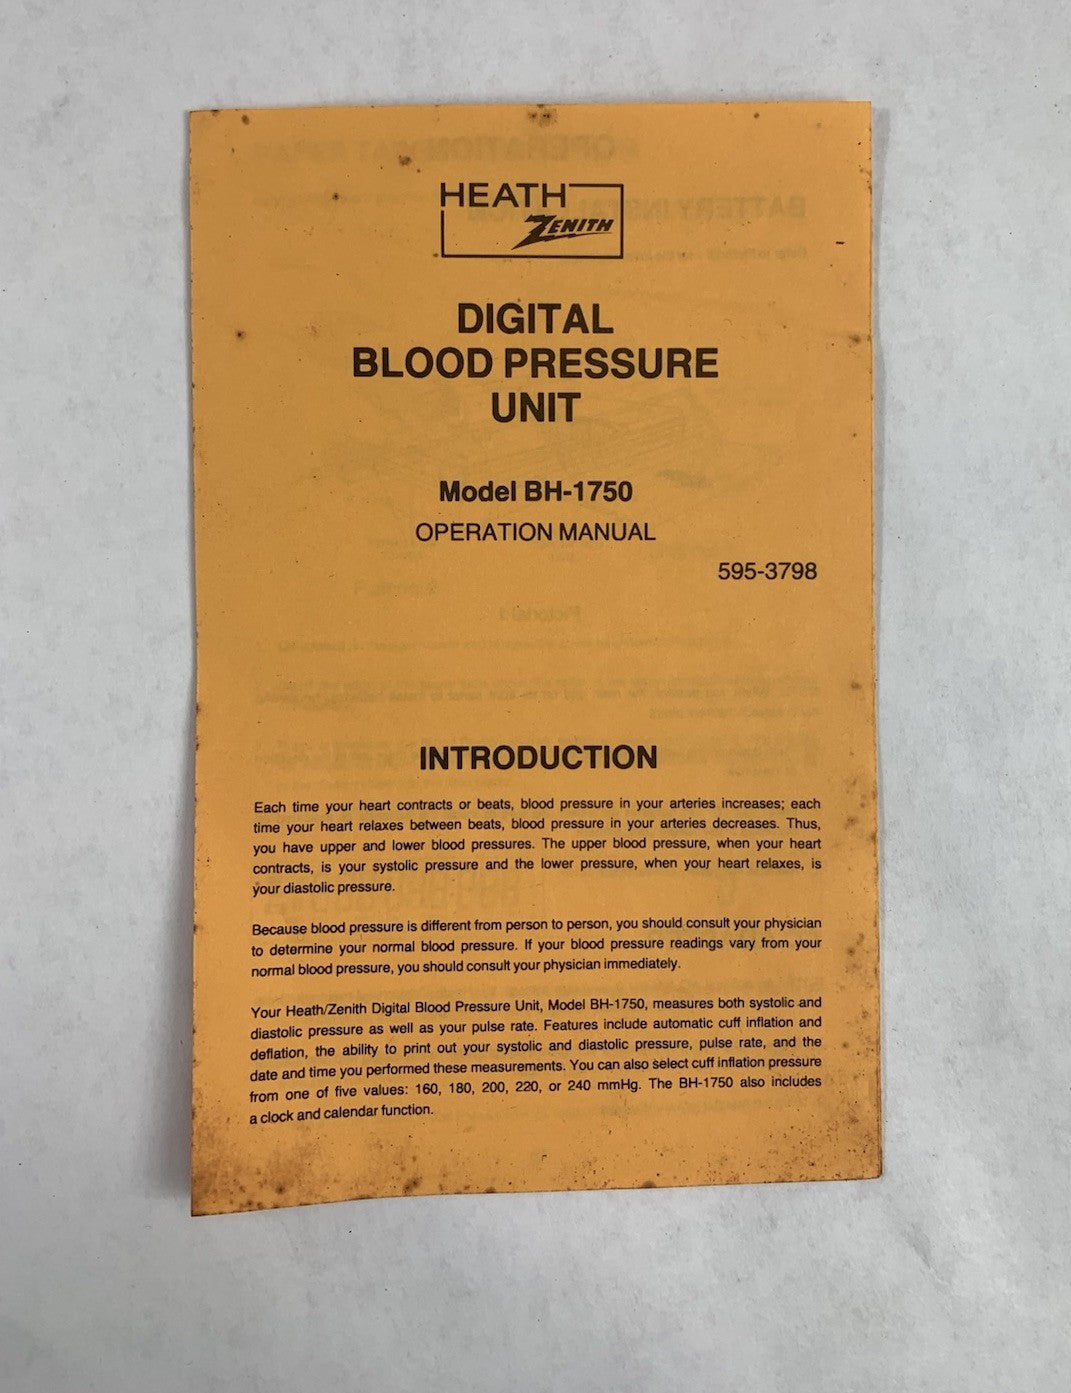 HEATH
ZENITH
DIGITAL
BLOOD PRESSURE
UNIT
Model BH-1750
OPERATION MANUAL
595-3798
INTRODUCTION
Each time your heart contracts or beats, blood pressure in your arteries increases; each
time your heart relaxes between beats, blood pressure in your arteries decreases. Thus,
you have upper and lower blood pressures. The upper blood pressure, when your heart
contracts, is your systolic pressure and the lower pressure, when your heart relaxes, is
your diastolic pressure.
Because blood pressure is different from person to person, you should consult your physician
to determine your normal blood pressure. If your blood pressure readings vary from your
normal blood pressure, you should consult your physician immediately.
Your Heath/Zenith Digital Blood Pressure Unit, Model BH-1750, measures both systolic and
diastolic pressure as well as your pulse rate. Features include automatic cuff inflation and
deflation, the ability to print out your systolic and diastolic pressure, pulse rate, and the
date and time you performed these measurements. You can also select cuff inflation pressure
from one of five values: 160, 180, 200, 220, or 240 mmHg. The BH-1750 also includes
a clock and calendar function.